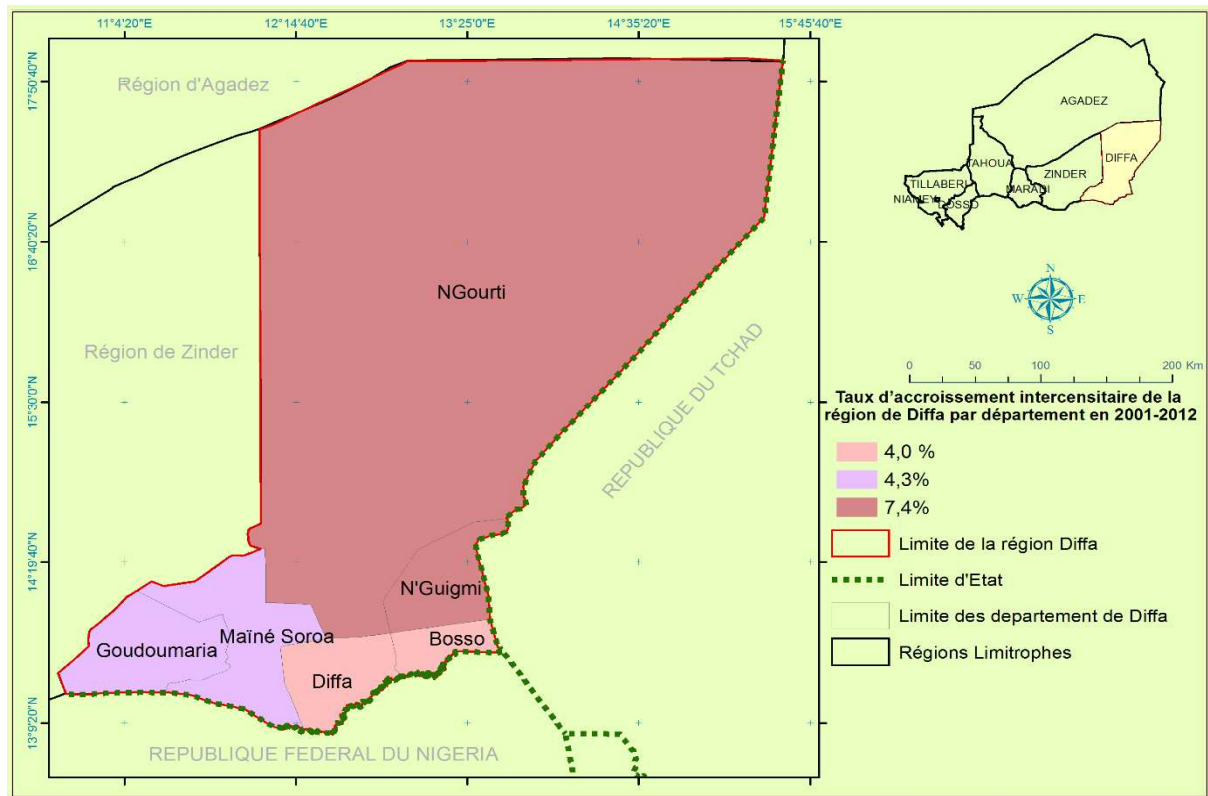 11°4'20"E 12°14'40"E 13°25'0"E 14°35'20"E 15°45'40"E
17°50'40"N
16°40'20"N
15°30'0"N
14°19'40"N
13°9'20"N
Région d'Agadez
NGourti
Région de Zinder
REPUBLIQUE DU TCHAD
N'Guigmi
Maïné Soroa
Bosso
Goudoumaria
Diffa
REPUBLIQUE FEDERAL DU NIGERIA
AGADEZ
DIFFA
TAHOUA
ZINDER
TILLABERI
MARADI
NIAMEY
DOSSO
N
W E
S
0 50 100 200 Km
Taux d'accroissement intercensitaire de la
région de Diffa par département en 2001-2012
4,0 %
4,3%
7,4%
Limite de la région Diffa
Limite d'Etat
Limite des departement de Diffa
Régions Limitrophes